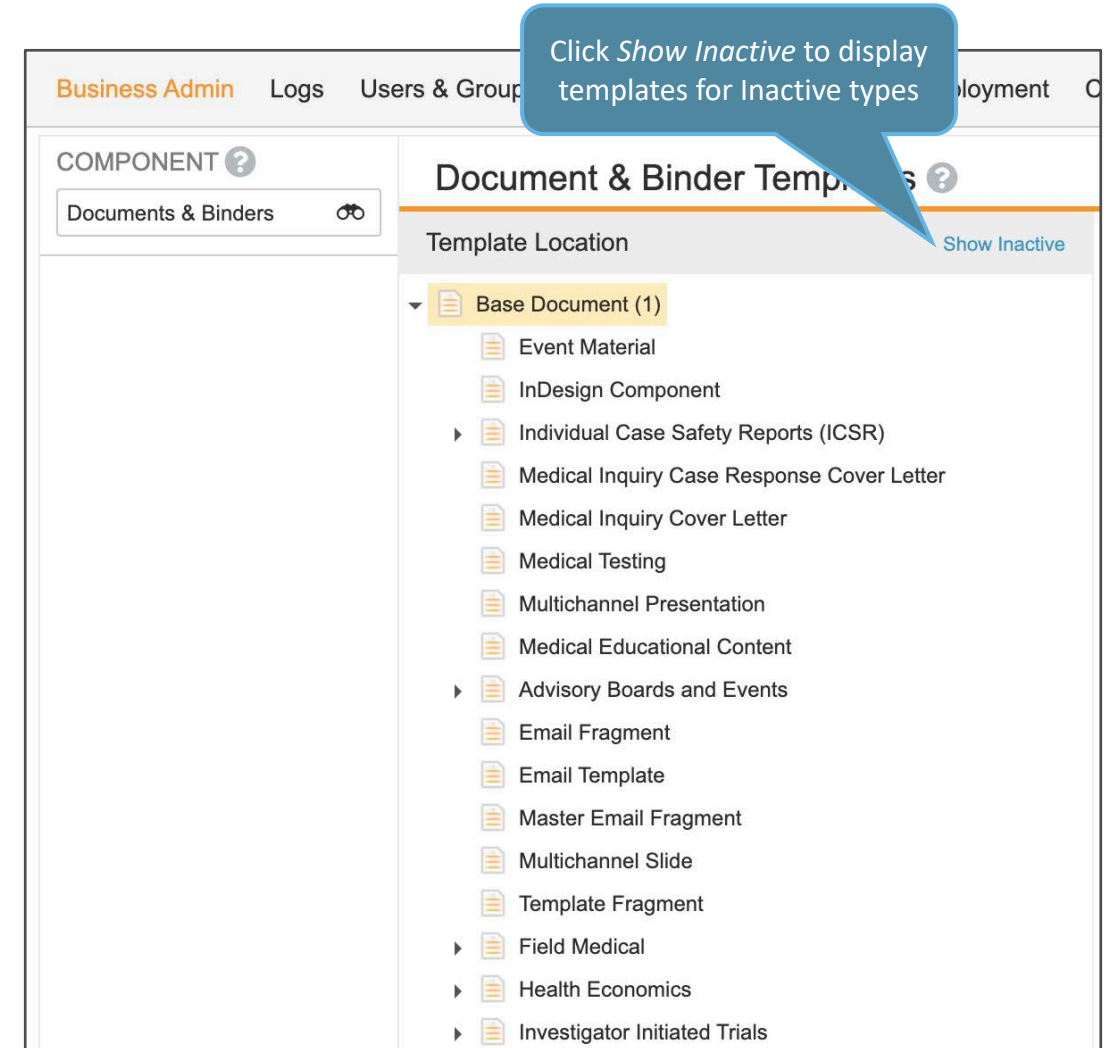 Click Show Inactive to display
templates for Inactive types
Business Admin Logs Users & Group
COMPONENT
Document & Binder
Documents & Binders
Template Location Show Inactive
Base Document (1)
Event Material
InDesign Component
Individual Case Safety Reports (ICSR)
Medical Inquiry Case Response Cover Letter
Medical Inquiry Cover Letter
Medical Testing
Multichannel Presentation
Medical Educational Content
Advisory Boards and Events
Email Fragment
Email Template
Master Email Fragment
Multichannel Slide
Template Fragment
Field Medical
Health Economics
Investigator Initiated Trials